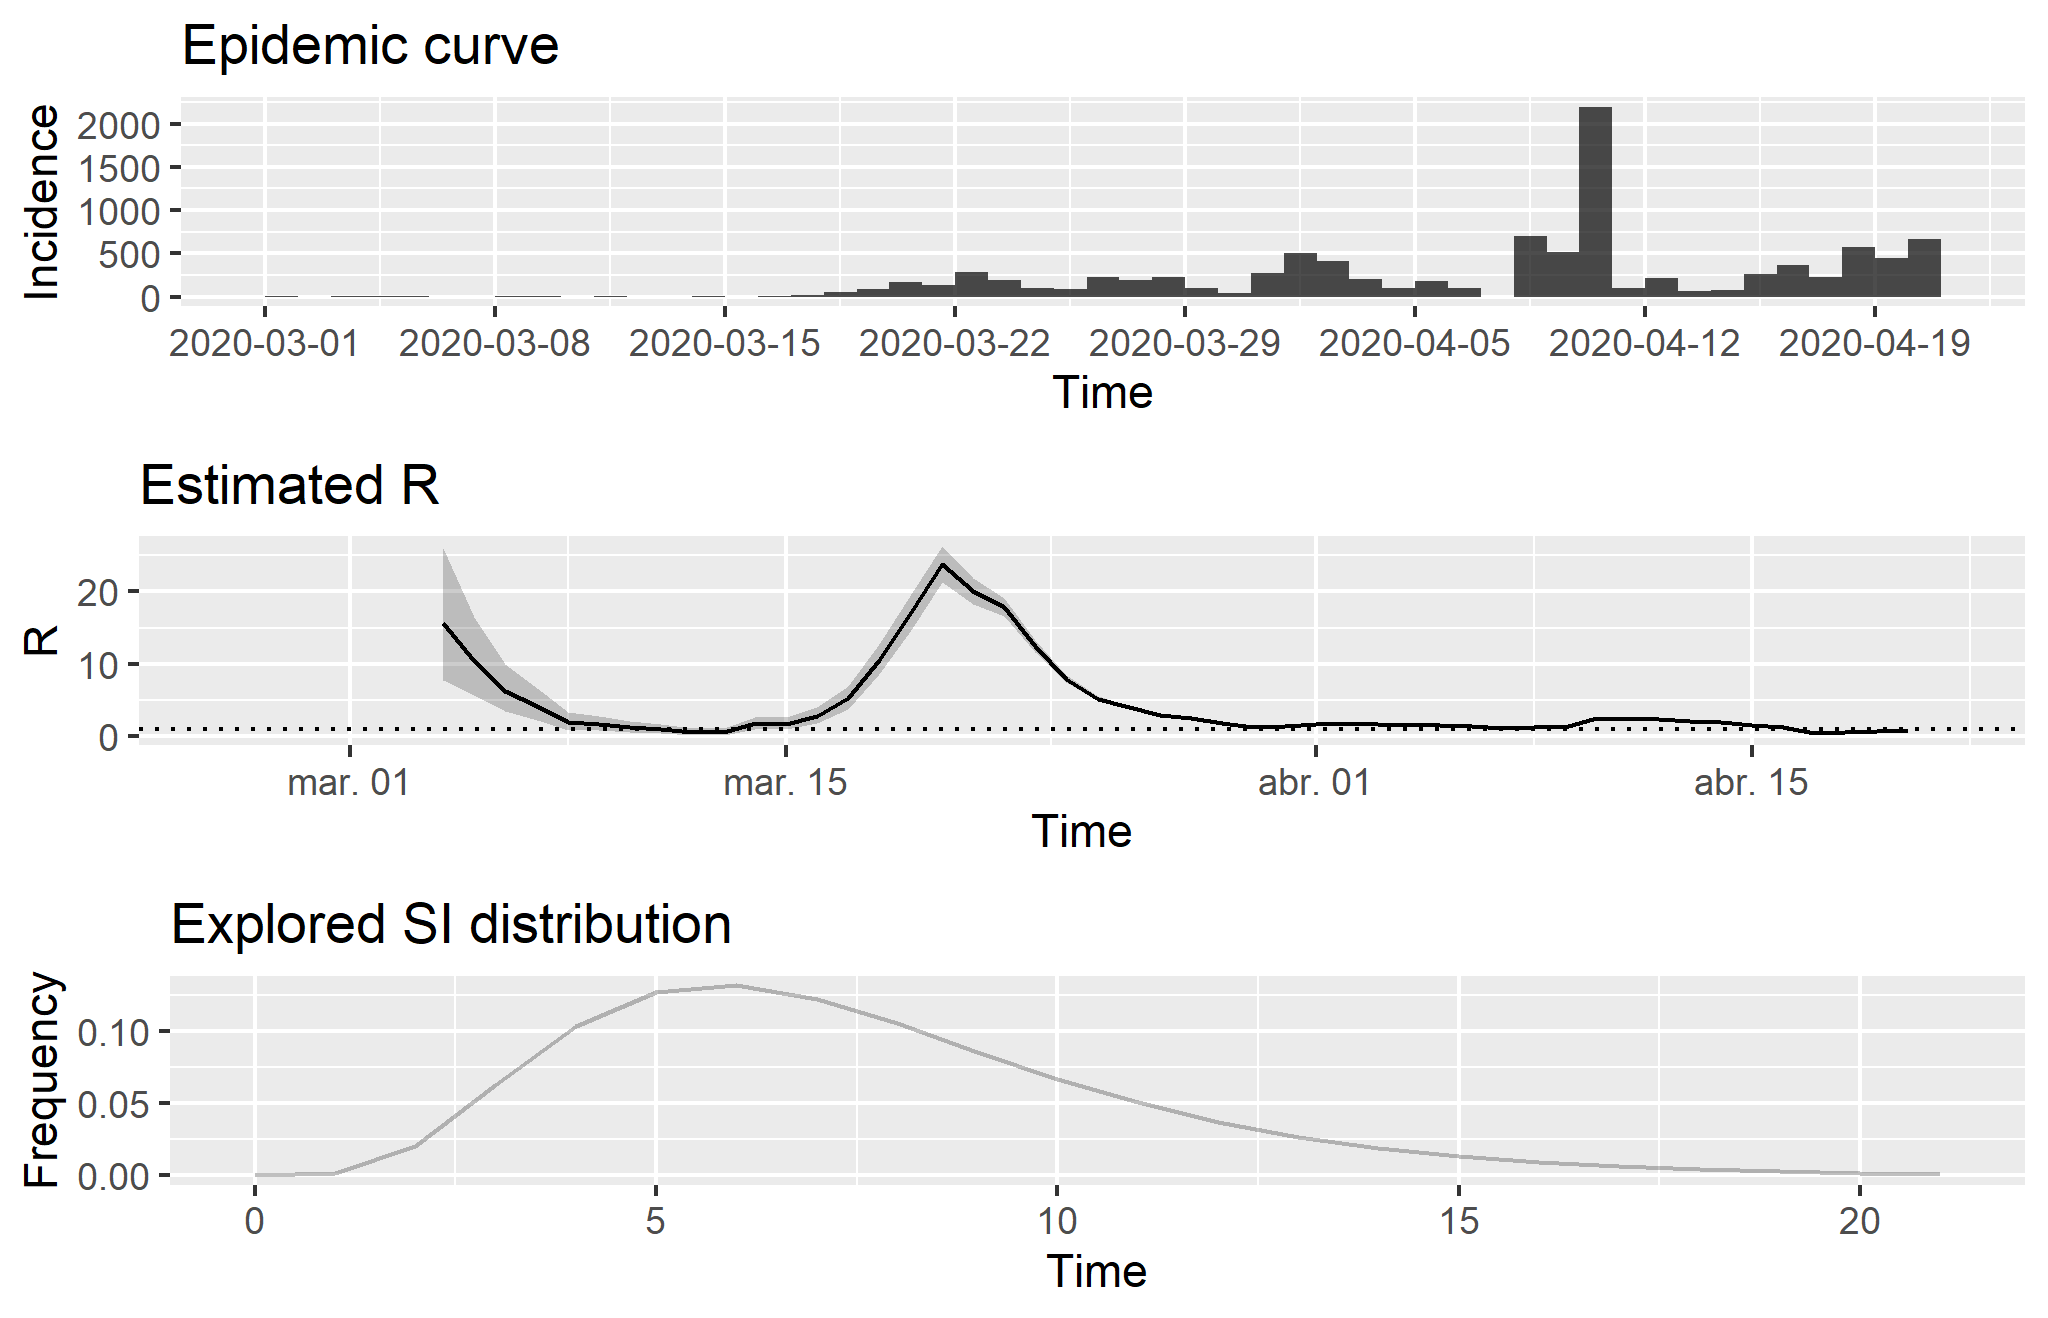 Epidemic curve
Incidence
2000
1500
1000
500
0
2020-03-01 2020-03-08 2020-03-15 2020-03-22 2020-03-29 2020-04-05 2020-04-12 2020-04-19
Time
Estimated R
R
20
10
0
mar. 01 mar. 15 abr. 01 abr. 15
Time
Explored SI distribution
Frequency
0.10
0.05
0.00
0 5 10 15 20
Time